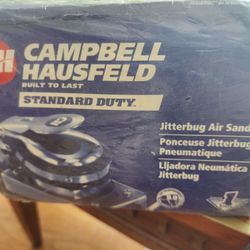 CAMPBELL
HAUSFELD
BUILT TO LAST
STANDARD DUTY
Jitterbug Air Sand
Ponceuse Jitterbug
Pneumatique
Lijadora Neumática
Jitterbug